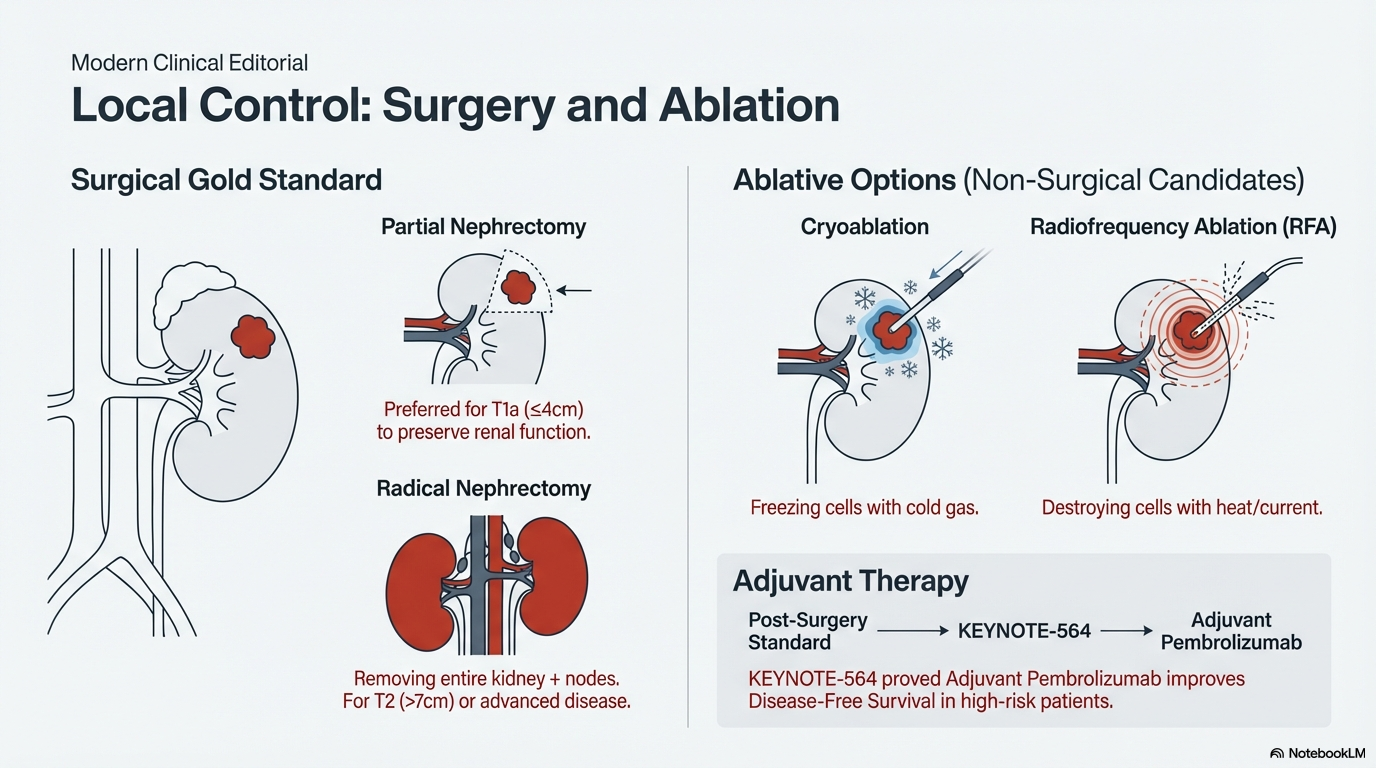 Modern Clinical Editorial
Local Control: Surgery and Ablation
Surgical Gold Standard
Partial Nephrectomy
Preferred for T1a (≤4cm)
to preserve renal function.
Radical Nephrectomy
Removing entire kidney + nodes.
For T2 (>7cm) or advanced disease.
Ablative Options (Non-Surgical Candidates)
Cryoablation
Freezing cells with cold gas.
Radiofrequency Ablation (RFA)
Destroying cells with heat/current.
Adjuvant Therapy
Post-Surgery
Standard
KEYNOTE-564
Adjuvant
Pembrolizumab
KEYNOTE-564 proved Adjuvant Pembrolizumab improves
Disease-Free Survival in high-risk patients.
NotebookLM